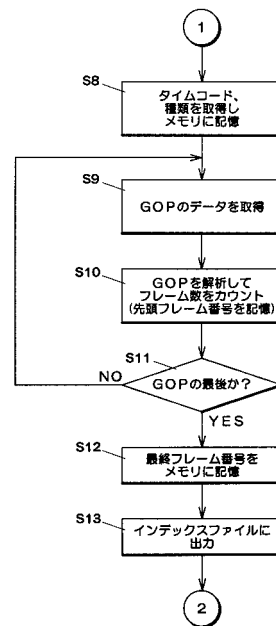 1
S8
タイムコード、
種類を取得し
メモリに記憶
S9
GOPのデータを取得
S10
GOPを解析して
フレーム数をカウント
(先頭フレーム番号を記憶)
S11
GOPの最後か?
NO
YES
S12
最終フレーム番号を
メモリに記憶
S13
インデックスファイルに
出力
2